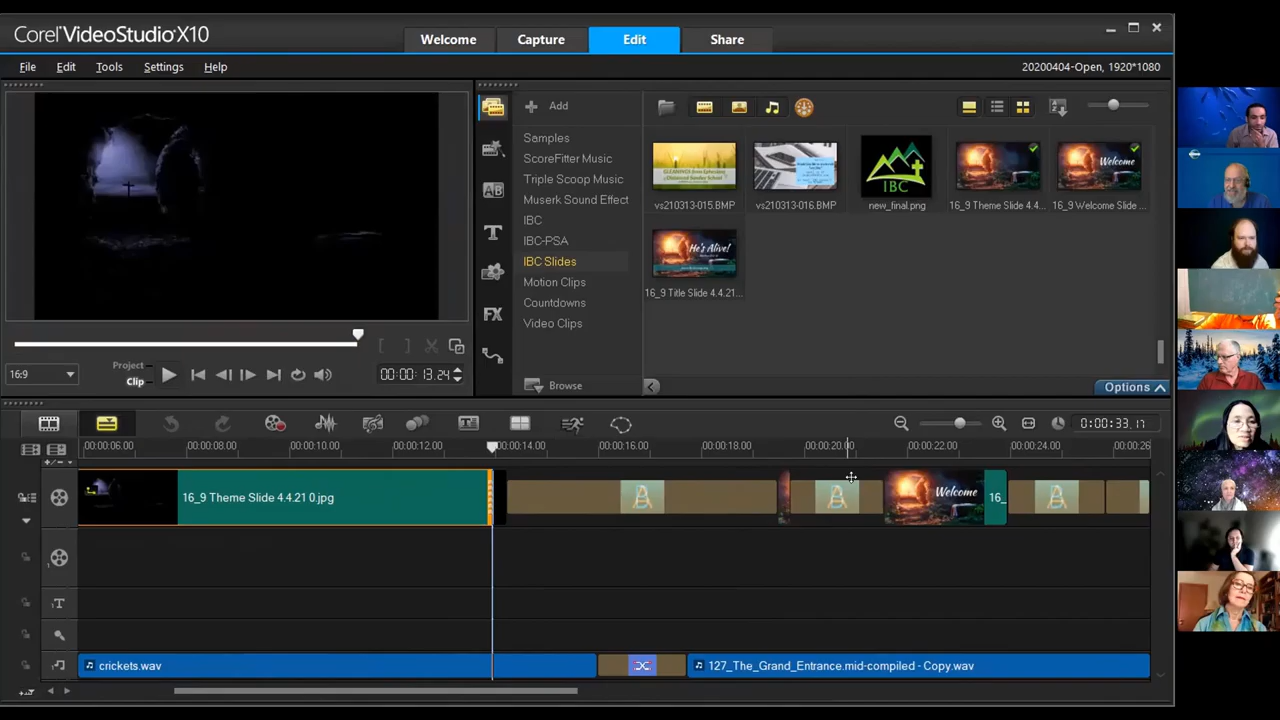 Corel VideoStudio X10
Welcome
Capture
Edit
Share
File
Edit
Tools
Settings
Help
20200404-Open, 1920*1080
Add
Samples
ScoreFitter Music
Triple Scoop Music
Muserk Sound Effect
IBC
IBC-PSA
IBC Slides
Motion Clips
Countdowns
Video Clips
Browse
IBC
Welcome
vs210313-015.BMP
vs210313-016.BMP
new_final.png
16_9 Theme Slide 4.4...
16_9 Welcome Slide ...
He's Alive!
16_9 Title Slide 4.4.21...
Options
16:9
Project
Clip
00:00:13.24
0:00:33.17
00:00:06.00
00:00:08.00
00:00:10.00
00:00:12.00
00:00:14.00
00:00:16.00
00:00:18.00
00:00:20.00
00:00:22.00
00:00:24.00
00:00:26
16_9 Theme Slide 4.4.21 0.jpg
Welcome
16_
crickets.wav
127_The_Grand_Entrance.mid-compiled - Copy.wav